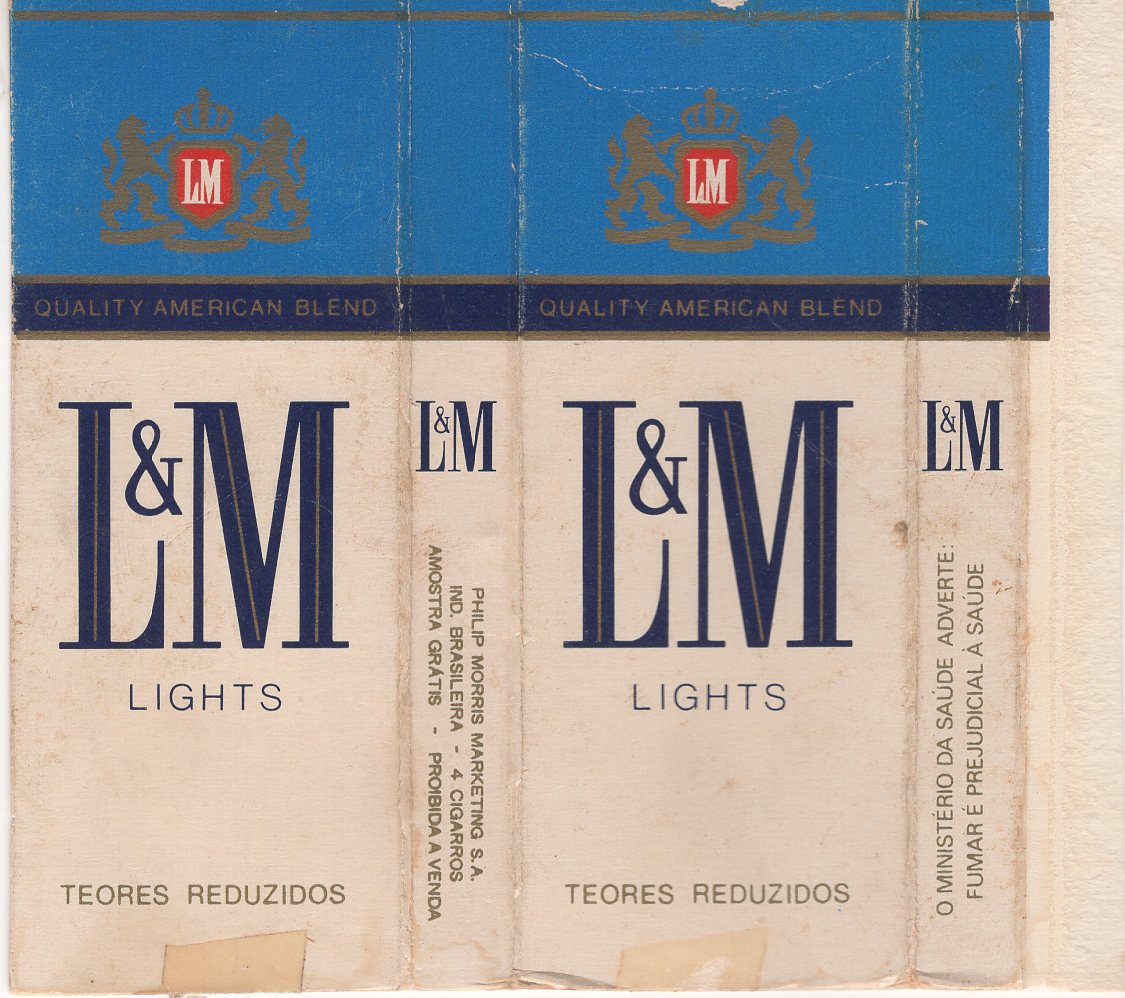 LM
QUALITY AMERICAN BLEND
L&M
LIGHTS
TEORES REDUZIDOS
L&M
PHILIP MORRIS MARKETING S.A.
IND. BRASILEIRA - 4 CIGARROS
AMOSTRA GRÁTIS - PROIBIDA A VENDA
LM
QUALITY AMERICAN BLEND
L&M
LIGHTS
TEORES REDUZIDOS
L&M
O MINISTÉRIO DA SAÚDE ADVERTE:
FUMAR É PREJUDICIAL À SAÚDE